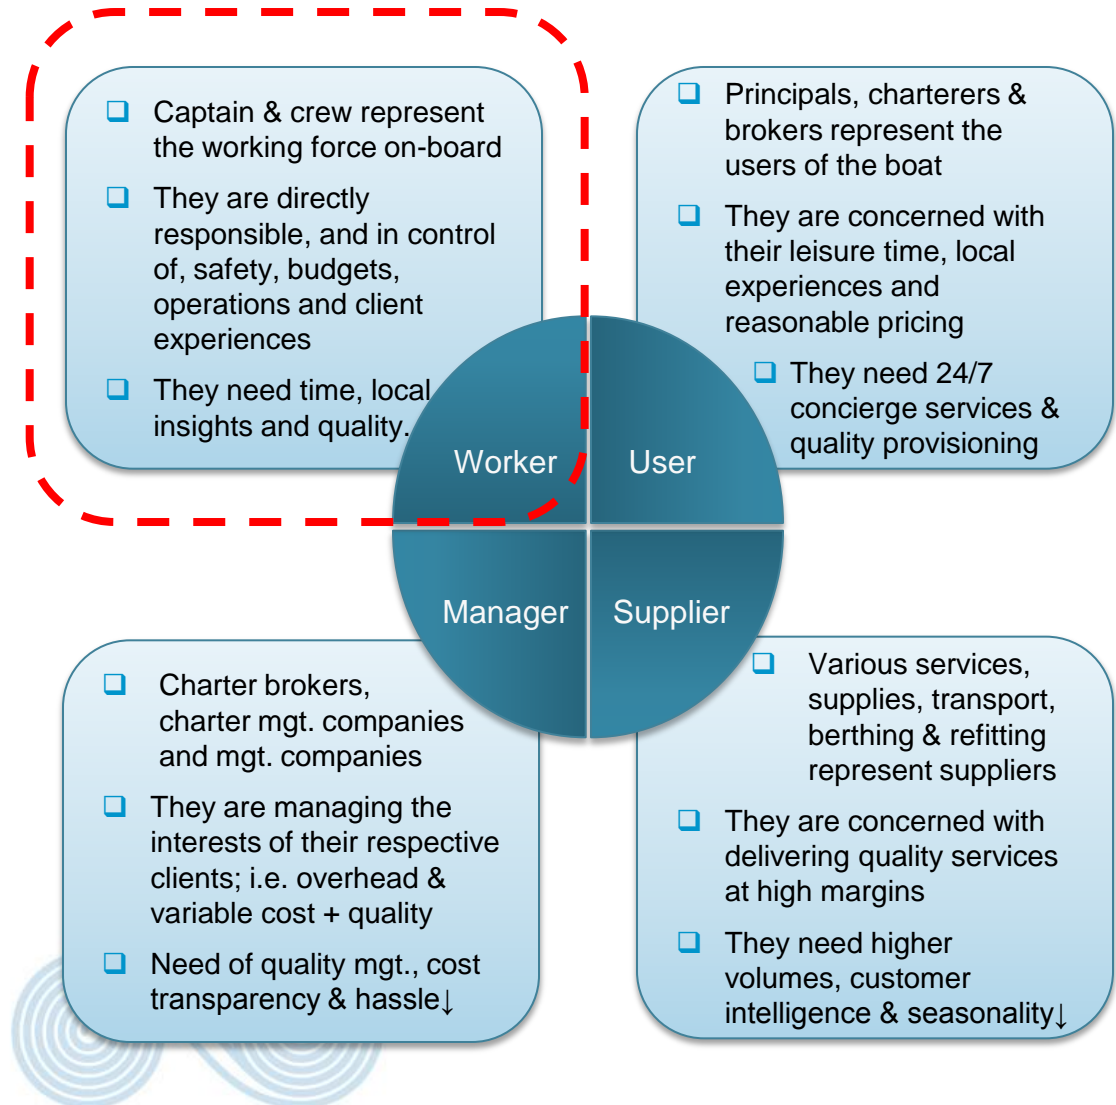 Captain & crew represent
the working force on-board
They are directly
responsible, and in control
of, safety, budgets,
operations and client
experiences
They need time, local
insights and quality.
Principals, charterers &
brokers represent the
users of the boat
They are concerned with
their leisure time, local
experiences and
reasonable pricing
They need 24/7
concierge services &
quality provisioning
Worker
User
Manager
Supplier
Charter brokers,
charter mgt. companies
and mgt. companies
They are managing the
interests of their respective
clients; i.e. overhead &
variable cost + quality
Need of quality mgt., cost
transparency & hassle↓
Various services,
supplies, transport,
berthing & refitting
represent suppliers
They are concerned with
delivering quality services
at high margins
They need higher
volumes, customer
intelligence & seasonality↓